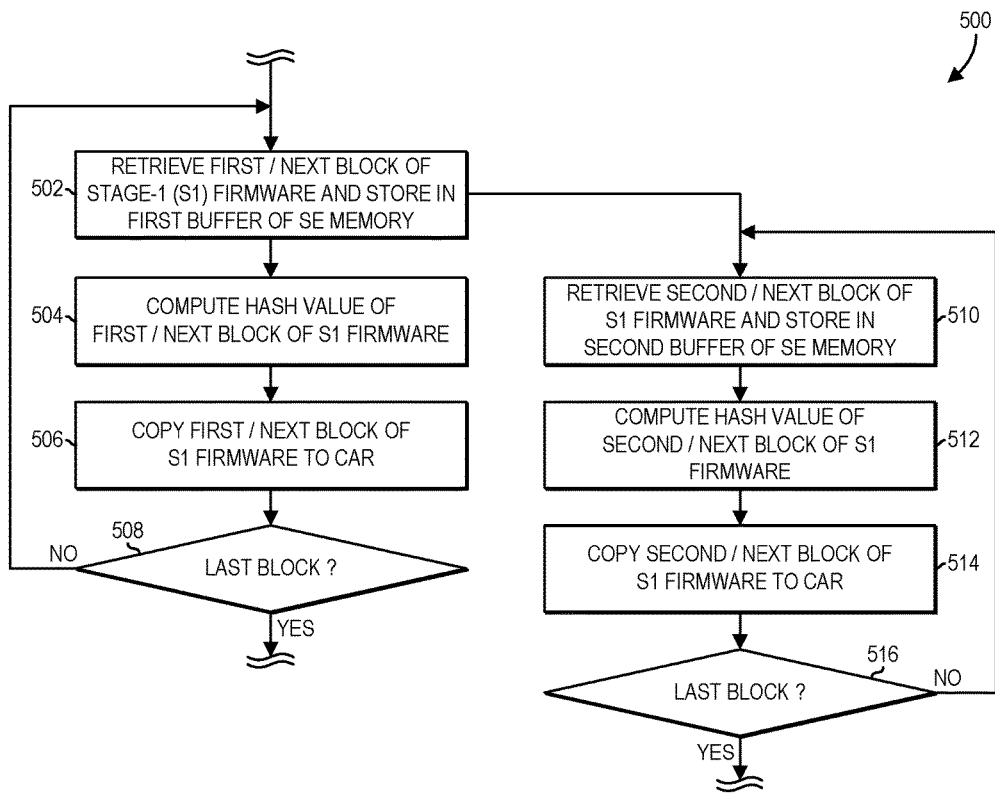 500
502
RETRIEVE FIRST / NEXT BLOCK OF
STAGE-1 (S1) FIRMWARE AND STORE IN
FIRST BUFFER OF SE MEMORY
504
COMPUTE HASH VALUE OF
FIRST / NEXT BLOCK OF S1 FIRMWARE
506
COPY FIRST / NEXT BLOCK OF
S1 FIRMWARE TO CAR
508
NO
LAST BLOCK ?
YES
RETRIEVE SECOND / NEXT BLOCK OF
S1 FIRMWARE AND STORE IN
SECOND BUFFER OF SE MEMORY
510
COMPUTE HASH VALUE OF
SECOND / NEXT BLOCK OF S1
FIRMWARE
512
COPY SECOND / NEXT BLOCK OF
S1 FIRMWARE TO CAR
514
516
LAST BLOCK ?
NO
YES